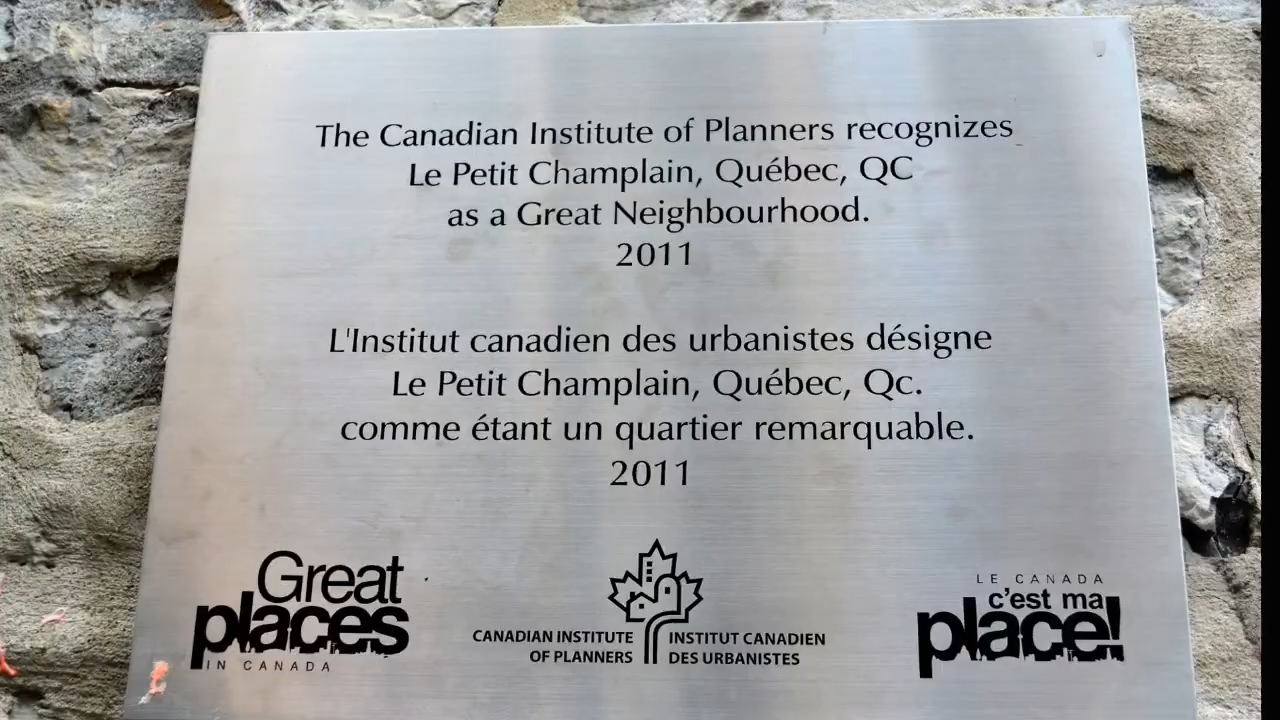 The Canadian Institute of Planners recognizes
Le Petit Champlain, Québec, QC
as a Great Neighbourhood.
2011
L'Institut canadien des urbanistes désigne
Le Petit Champlain, Québec, Qc.
comme étant un quartier remarquable.
2011
Great
places
IN CANADA
CANADIAN INSTITUTE
OF PLANNERS
INSTITUT CANADIEN
DES URBANISTES
LE CANADA
c'est ma
place!